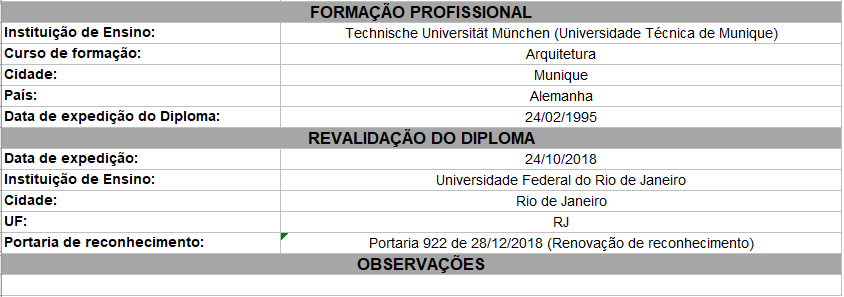 FORMAÇÃO PROFISSIONAL
Instituição de Ensino: Technische Universität München (Universidade Técnica de Munique)
Curso de formação: Arquitetura
Cidade: Munique
País: Alemanha
Data de expedição do Diploma: 24/02/1995
REVALIDAÇÃO DO DIPLOMA
Data de expedição: 24/10/2018
Instituição de Ensino: Universidade Federal do Rio de Janeiro
Cidade: Rio de Janeiro
UF: RJ
Portaria de reconhecimento: Portaria 922 de 28/12/2018 (Renovação de reconhecimento)
OBSERVAÇÕES